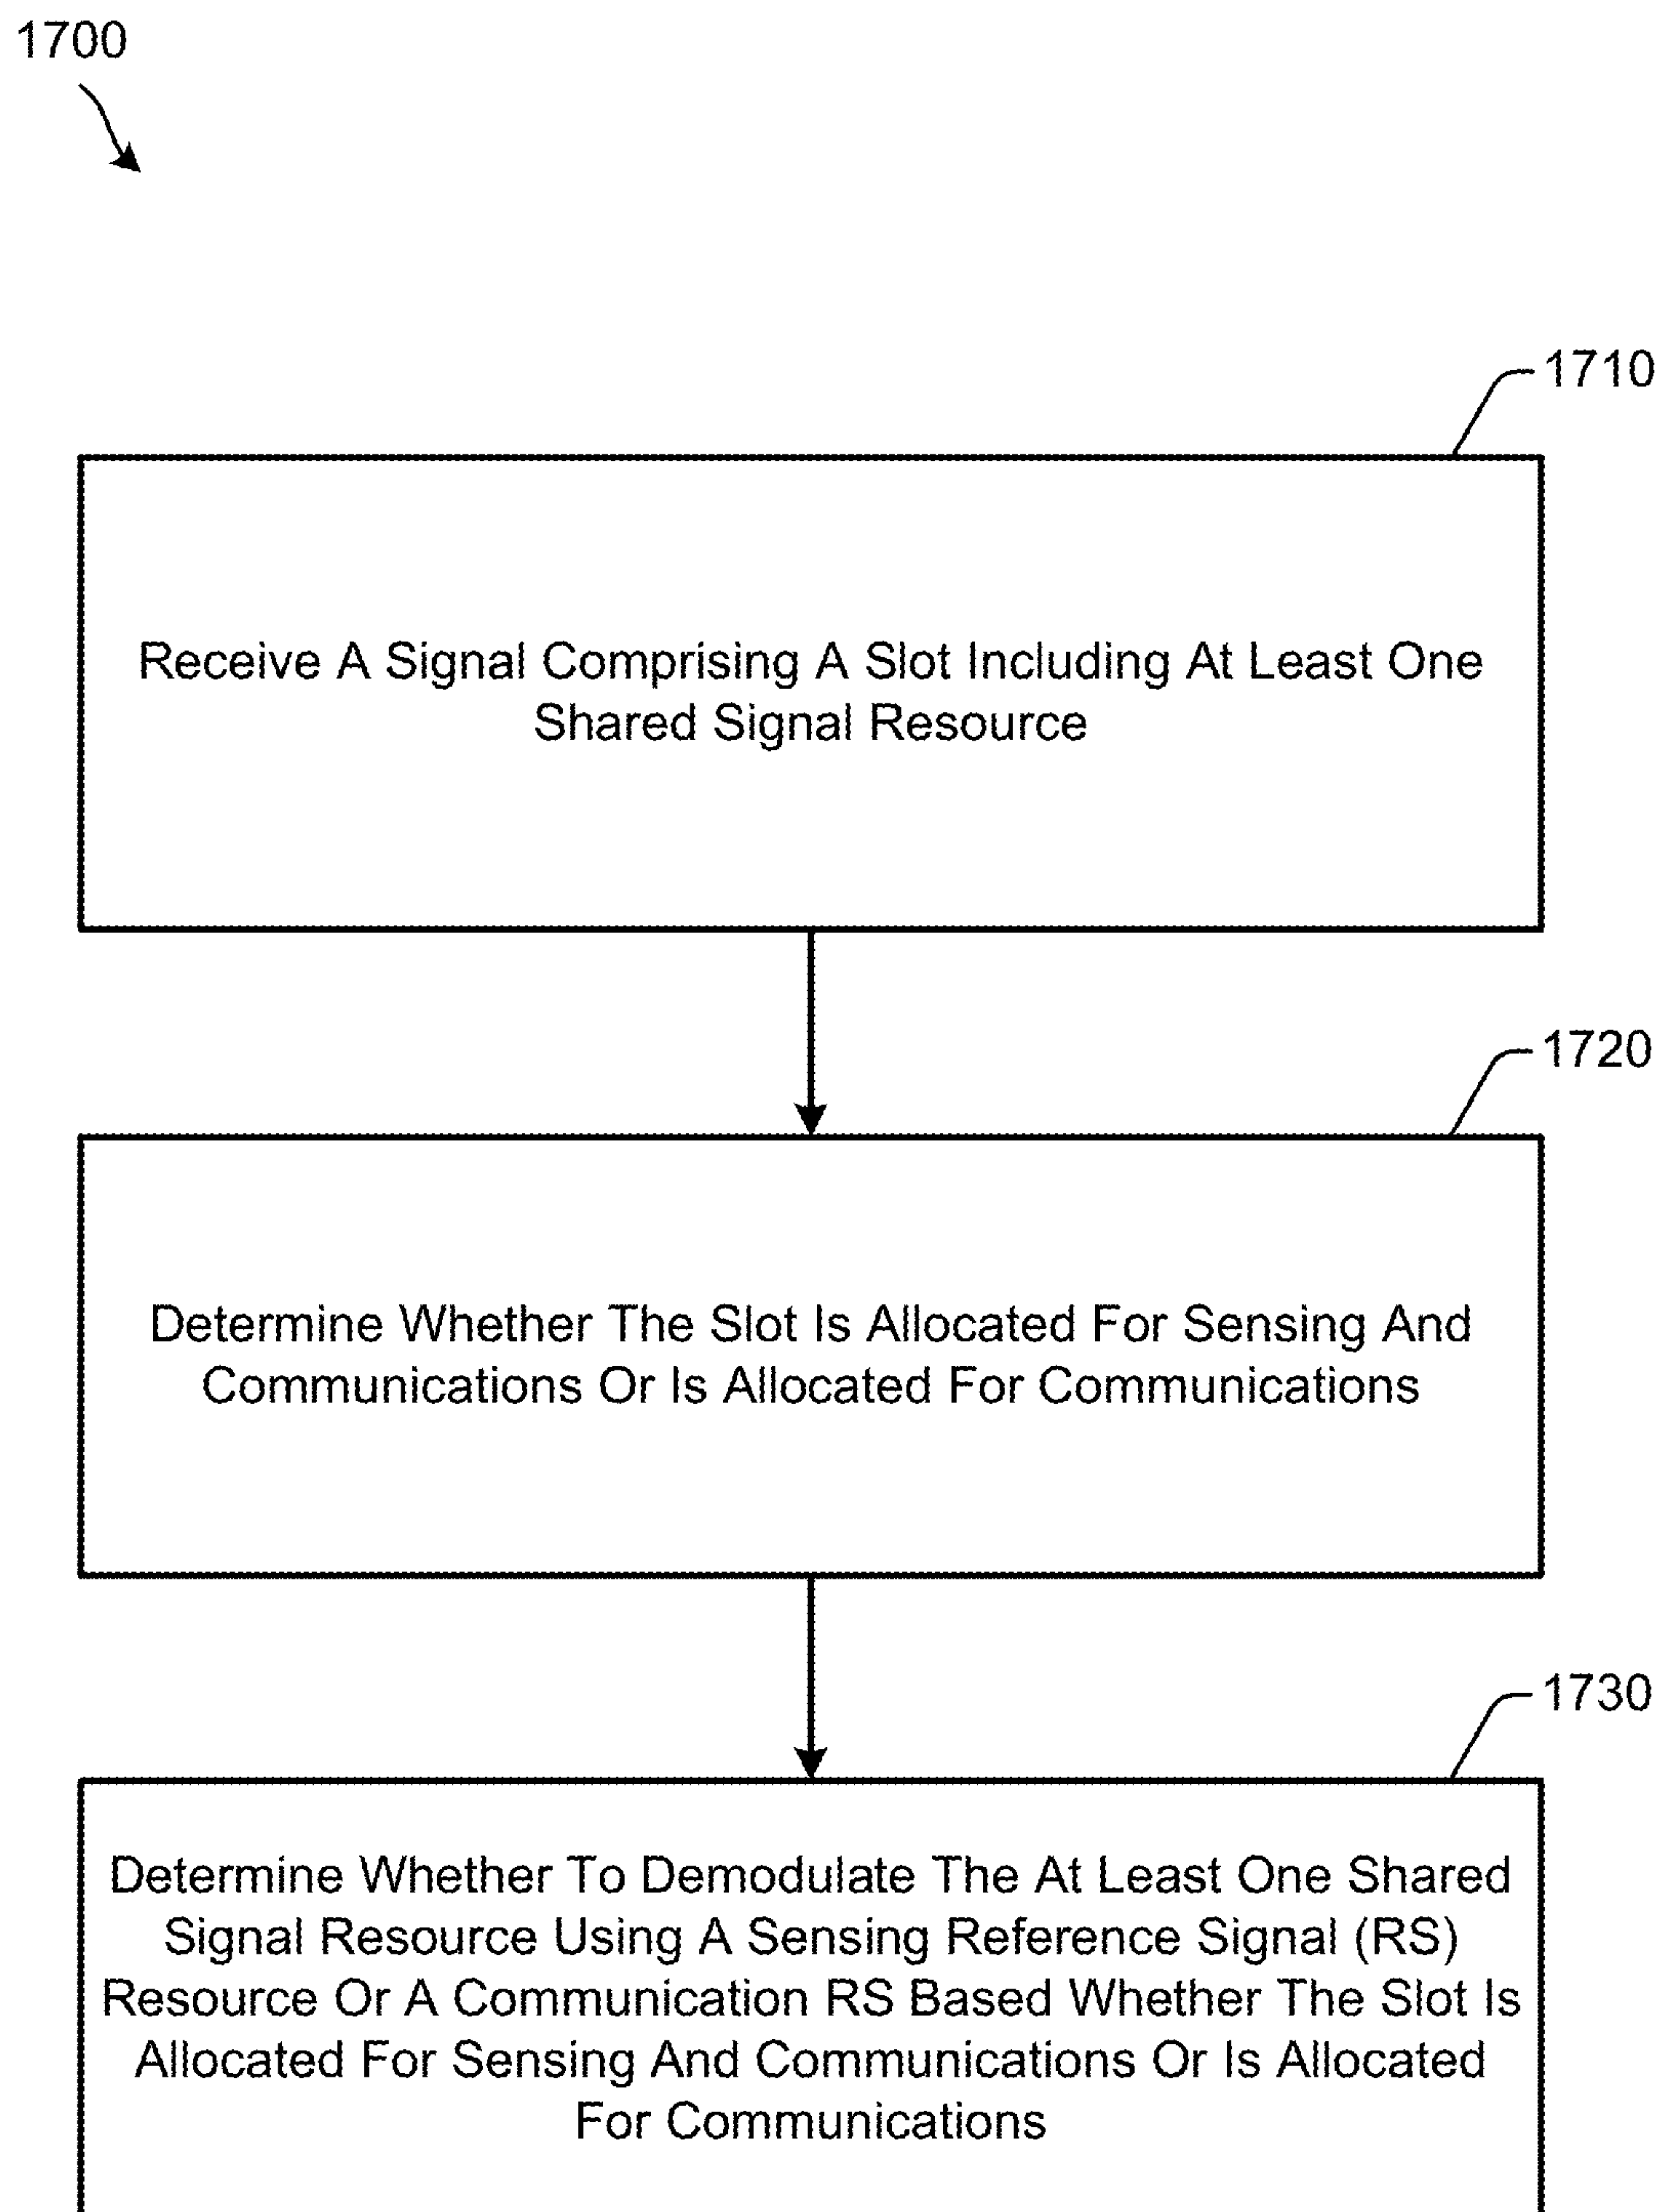 1700
1710
Receive A Signal Comprising A Slot Including At Least One
Shared Signal Resource
1720
Determine Whether The Slot Is Allocated For Sensing And
Communications Or Is Allocated For Communications
1730
Determine Whether To Demodulate The At Least One Shared
Signal Resource Using A Sensing Reference Signal (RS)
Resource Or A Communication RS Based Whether The Slot Is
Allocated For Sensing And Communications Or Is Allocated
For Communications